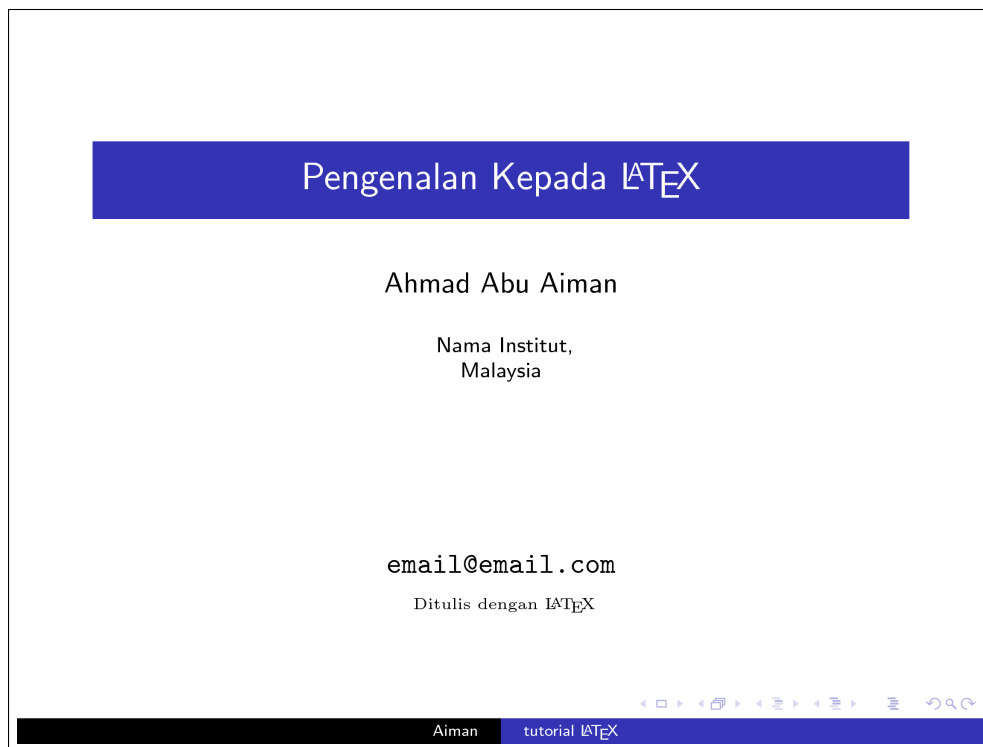 Pengenalan Kepada LATEX
Ahmad Abu Aiman
Nama Institut,
Malaysia
email@email.com
Ditulis dengan LATEX
Aiman tutorial LATEX